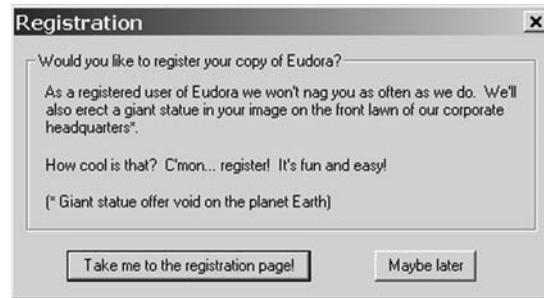 Registration
Would you like to register your copy of Eudora?
As a registered user of Eudora we won't nag you as often as we do. We'll
also erect a giant statue in your image on the front lawn of our corporate
headquarters*.
How cool is that? C'mon... register! It's fun and easy!
(* Giant statue offer void on the planet Earth)
Take me to the registration page! Maybe later